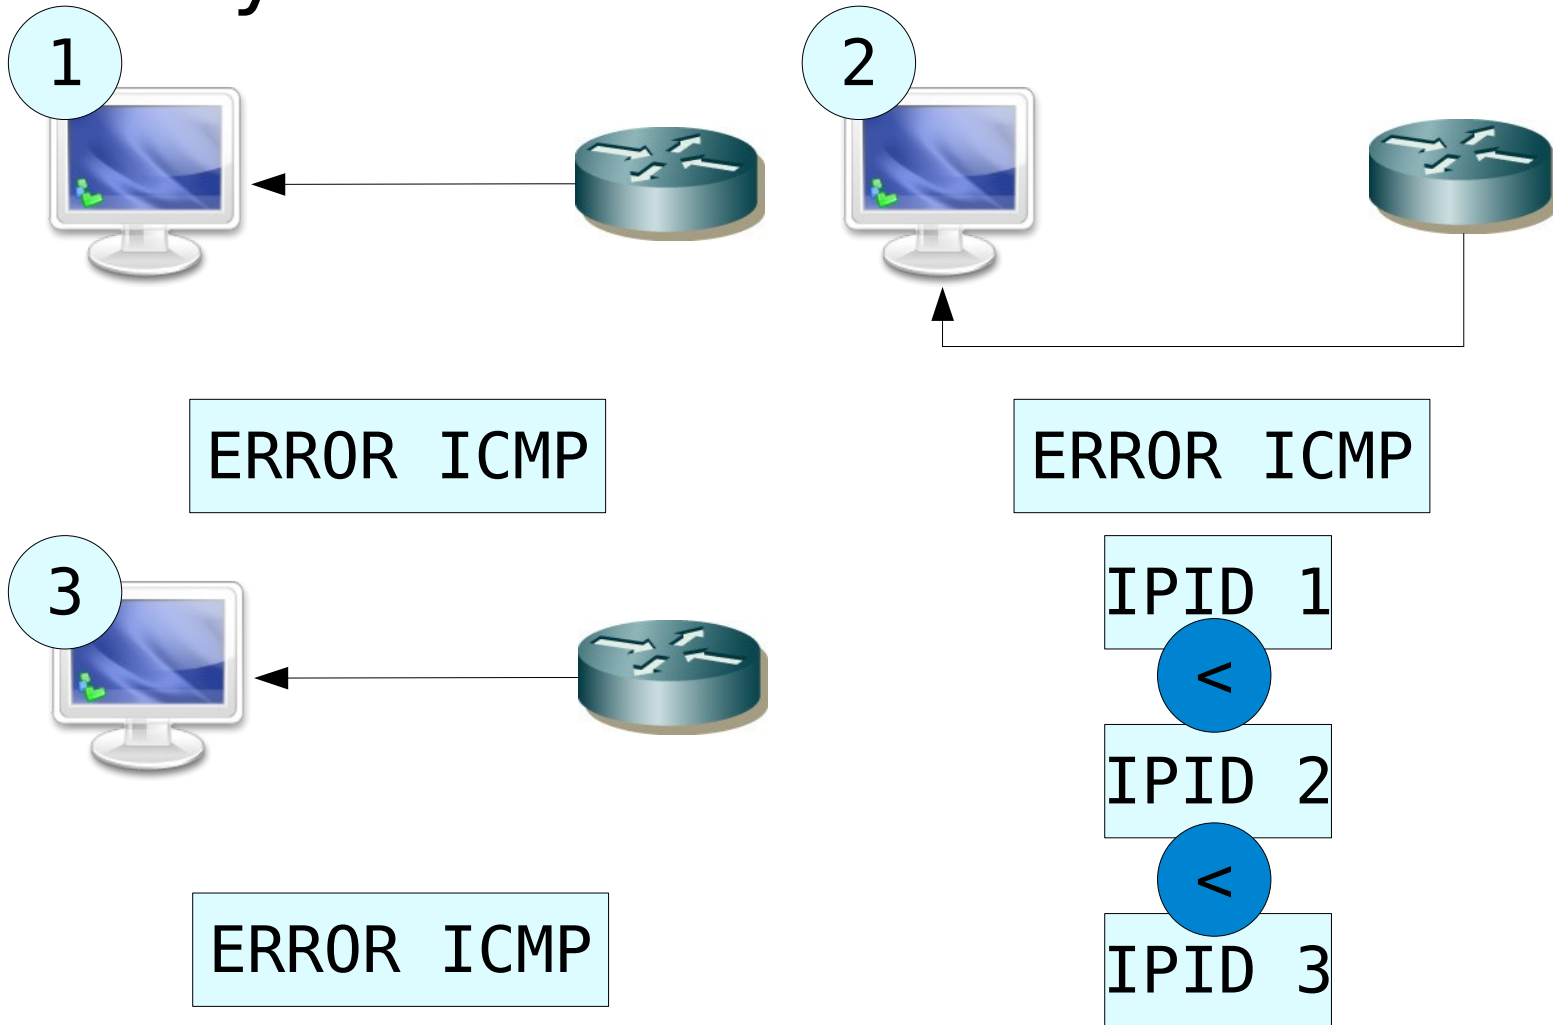 1
2
ERROR ICMP
ERROR ICMP
3
IPID 1
<
IPID 2
<
IPID 3
ERROR ICMP